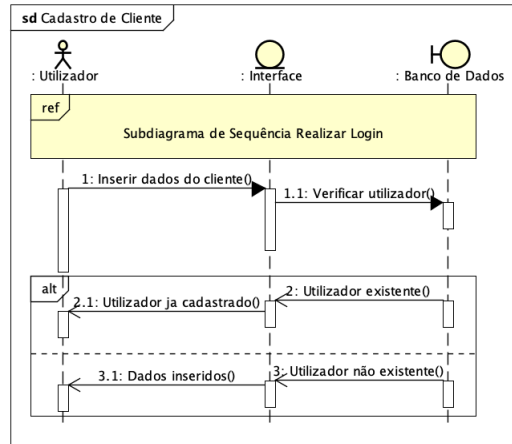 sd Cadastro de Cliente
: Utilizador
: Interface
: Banco de Dados
ref
Subdiagrama de Sequência Realizar Login
1: Inserir dados do cliente()
1.1: Verificar utilizador()
alt
2: Utilizador existente()
2.1: Utilizador ja cadastrado()
3: Utilizador não existente()
3.1: Dados inseridos()